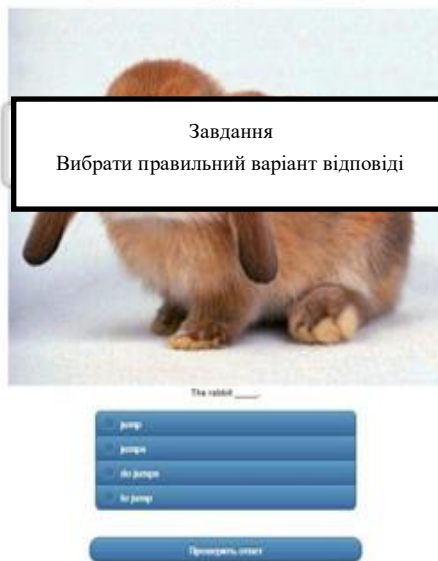 Завдання
Вибрати правильний варіант відповіді
The rabbit _____.
jump
jumps
do jumps
to jump
Проверить ответ